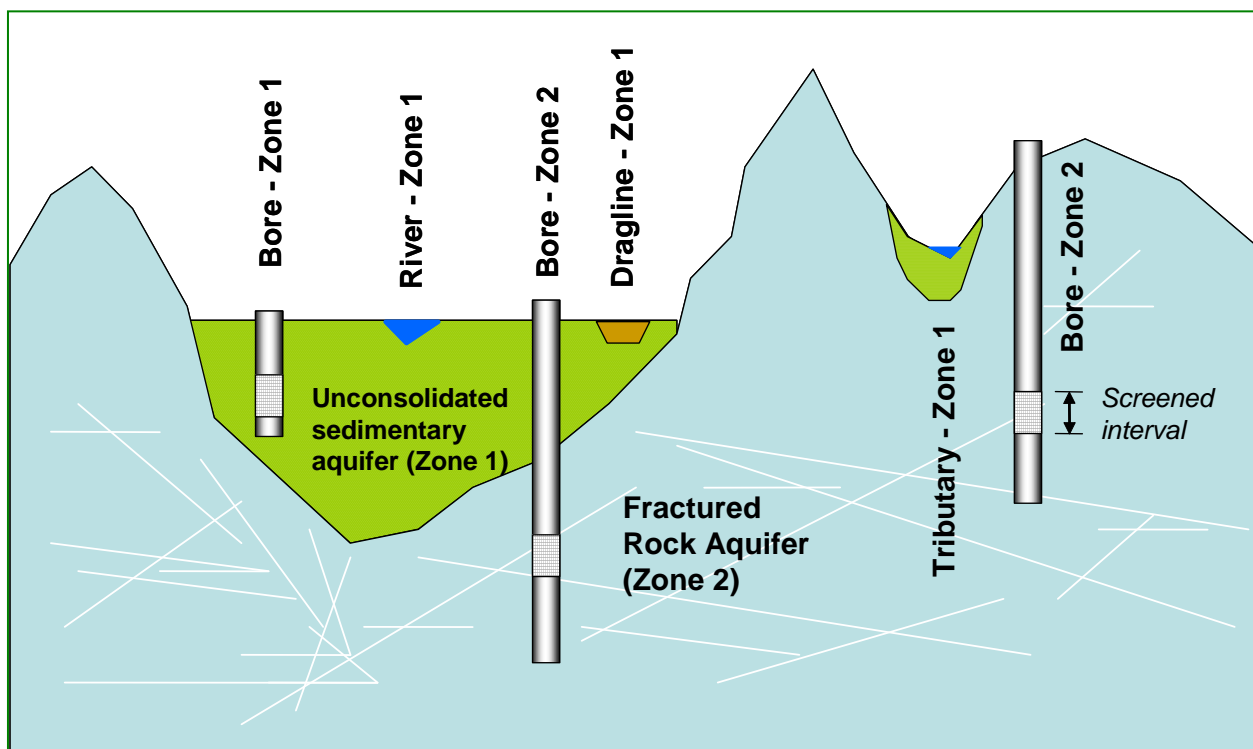 Bore - Zone 1
River - Zone 1
Bore - Zone 2
Dragline - Zone 1
Bore - Zone 2
Unconsolidated
sedimentary
aquifer (Zone 1)
Tributary - Zone 1
Screened
interval
Fractured
Rock Aquifer
(Zone 2)